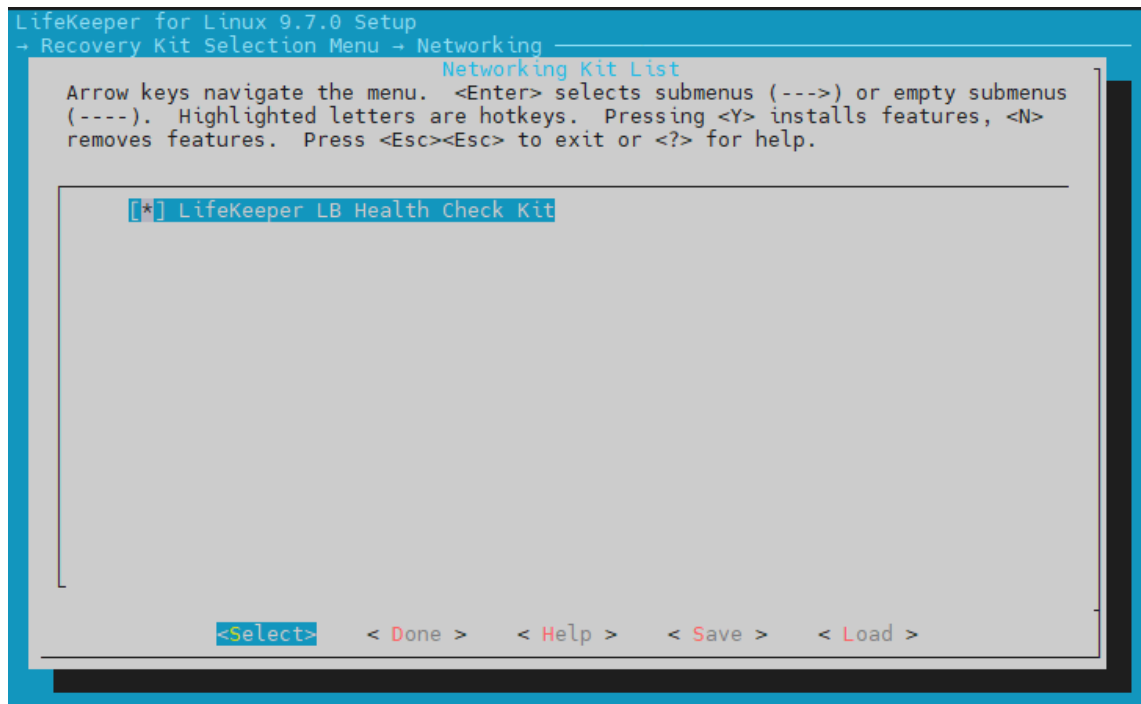 LifeKeeper for Linux 9.7.0 Setup
→ Recovery Kit Selection Menu → Networking
Networking Kit List
Arrow keys navigate the menu.  <Enter> selects submenus (--->) or empty submenus
(----).  Highlighted letters are hotkeys.  Pressing <Y> installs features, <N>
removes features.  Press <Esc><Esc> to exit or <?> for help.
[*] LifeKeeper LB Health Check Kit
<Select>    < Done >    < Help >    < Save >    < Load >